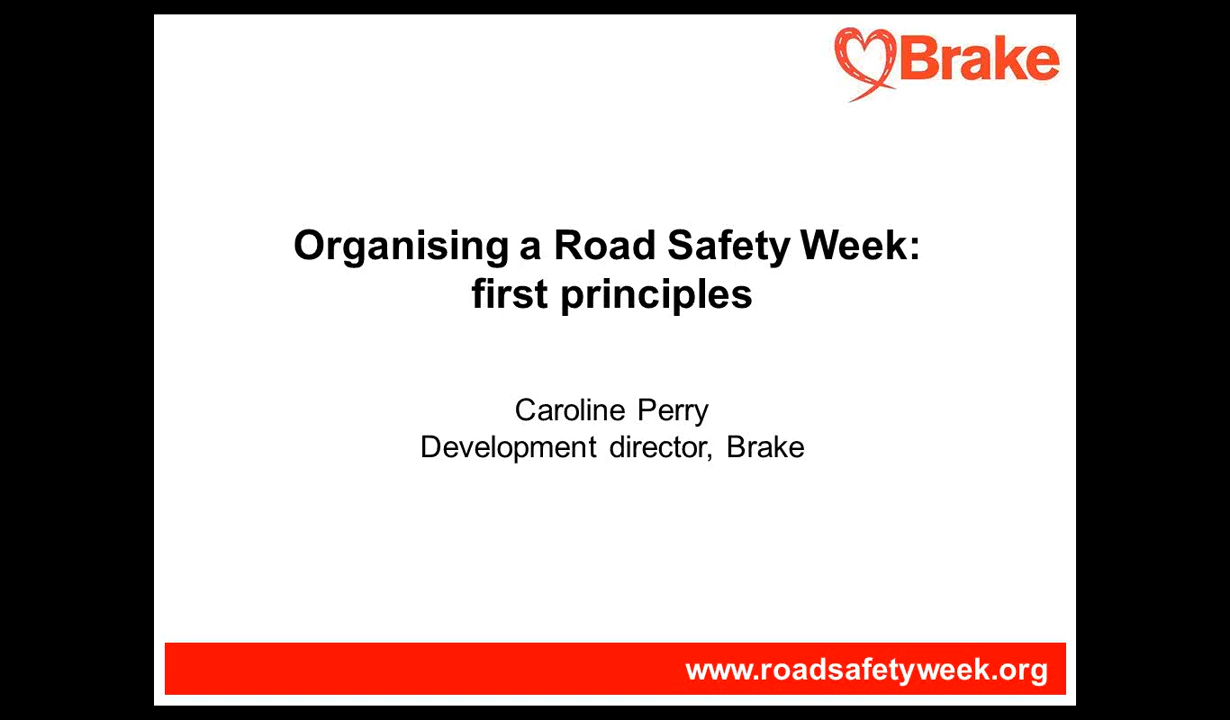 Brake
Organising a Road Safety Week:
first principles
Caroline Perry
Development director, Brake
www.roadsafetyweek.org